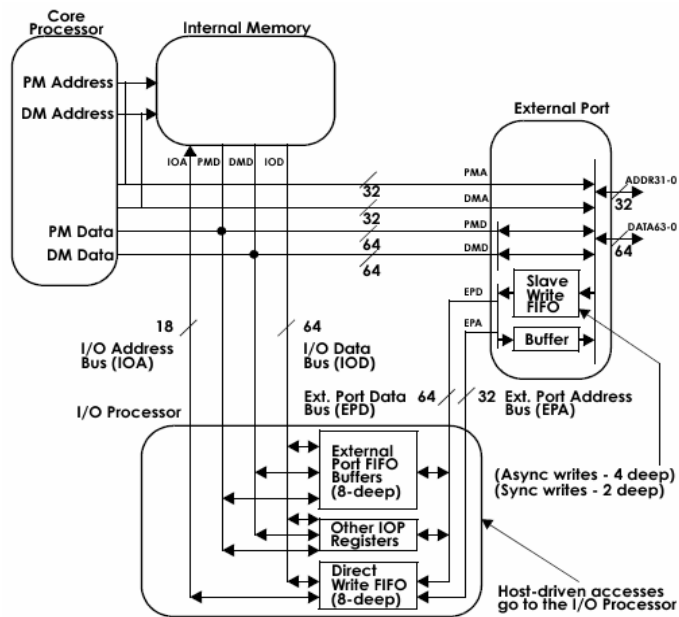 Core
Processor
Internal Memory
PM Address
DM Address
External Port
IOA PMD DMD IOD
PMA
ADDR31-0
32
32
DMA
32
PM Data
PMD
DATA63-0
64
64
DM Data
DMD
64
Slave
Write
FIFO
EPD
EPA
Buffer
18
64
I/O Address
Bus (IOA)
I/O Data
Bus (IOD)
Ext. Port Data
Bus (EPD)
64
32
Ext. Port Address
Bus (EPA)
I/O Processor
External
Port FIFO
Buffers
(8-deep)
(Async writes - 4 deep)
(Sync writes - 2 deep)
Other IOP
Registers
Direct
Write FIFO
(8-deep)
Host-driven accesses
go to the I/O Processor